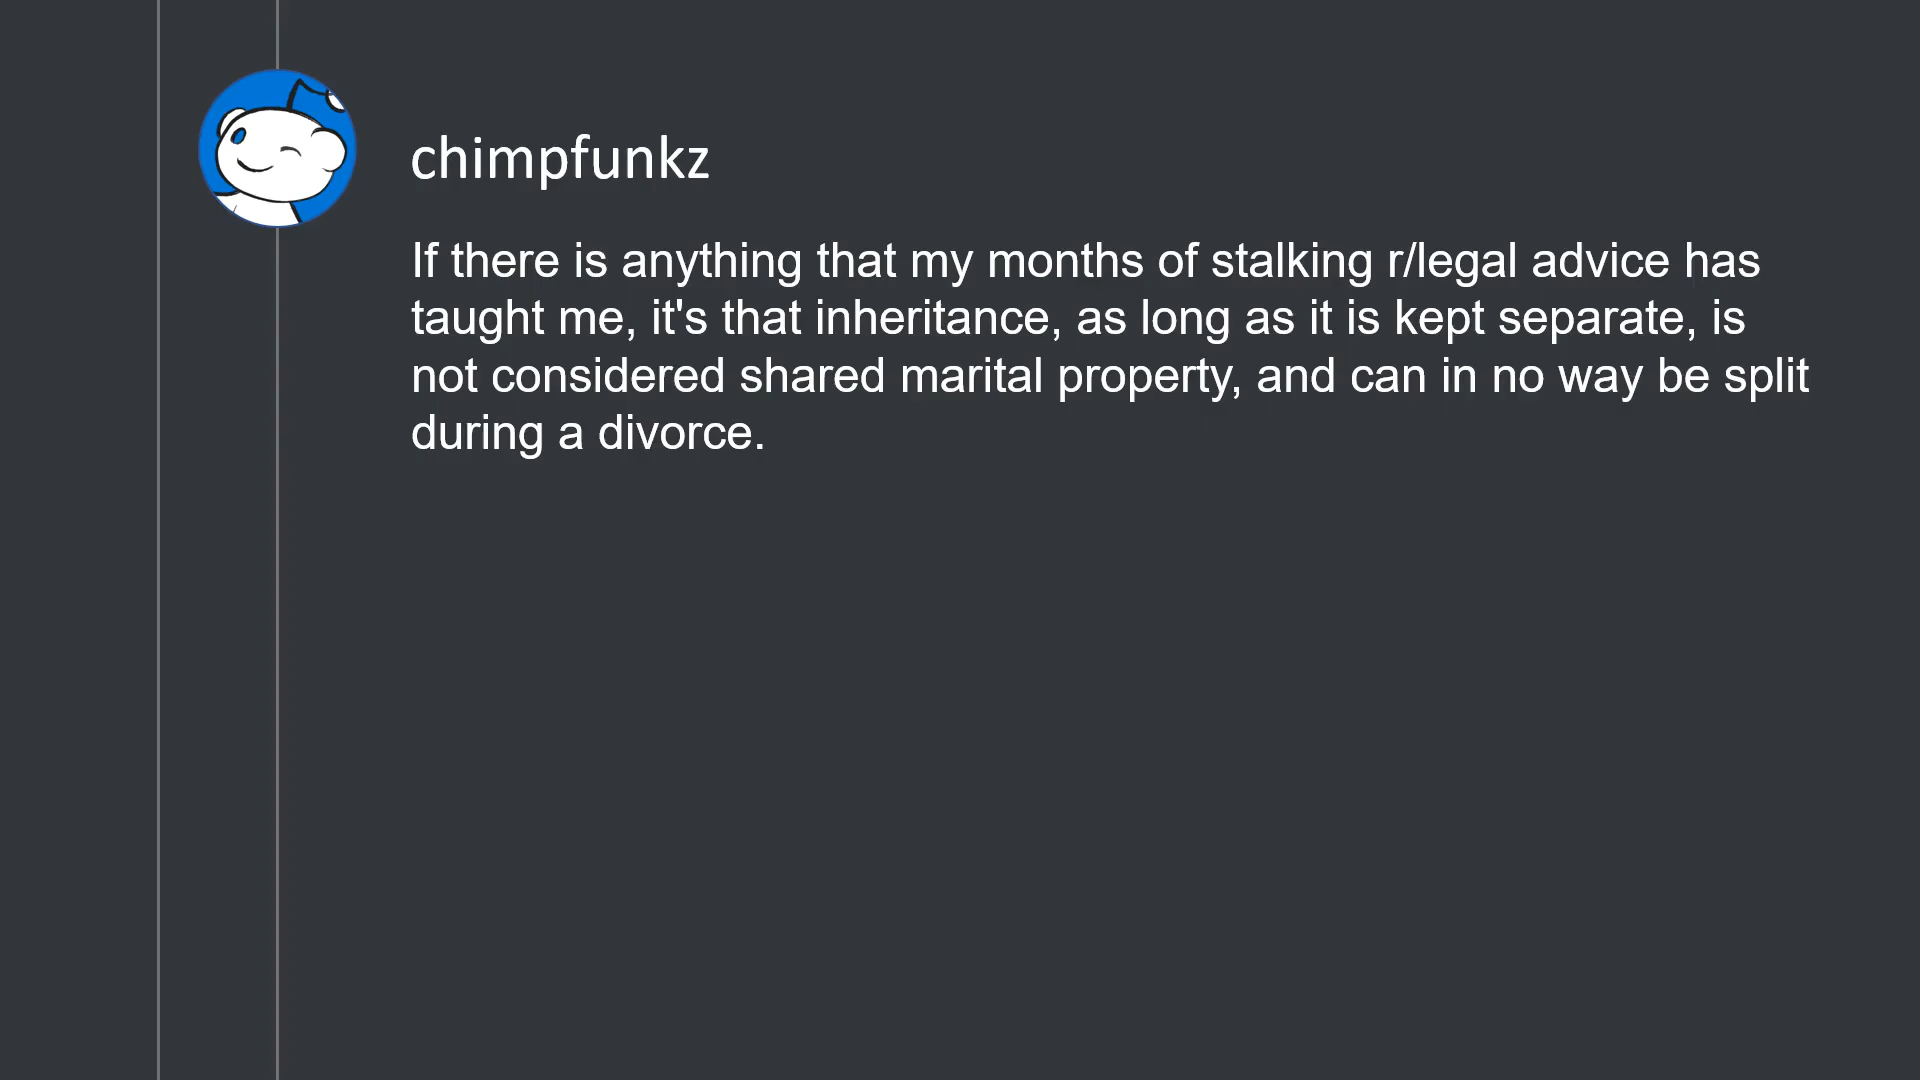 chimpfunkz
If there is anything that my months of stalking r/legal advice has
taught me, it's that inheritance, as long as it is kept separate, is
not considered shared marital property, and can in no way be split
during a divorce.